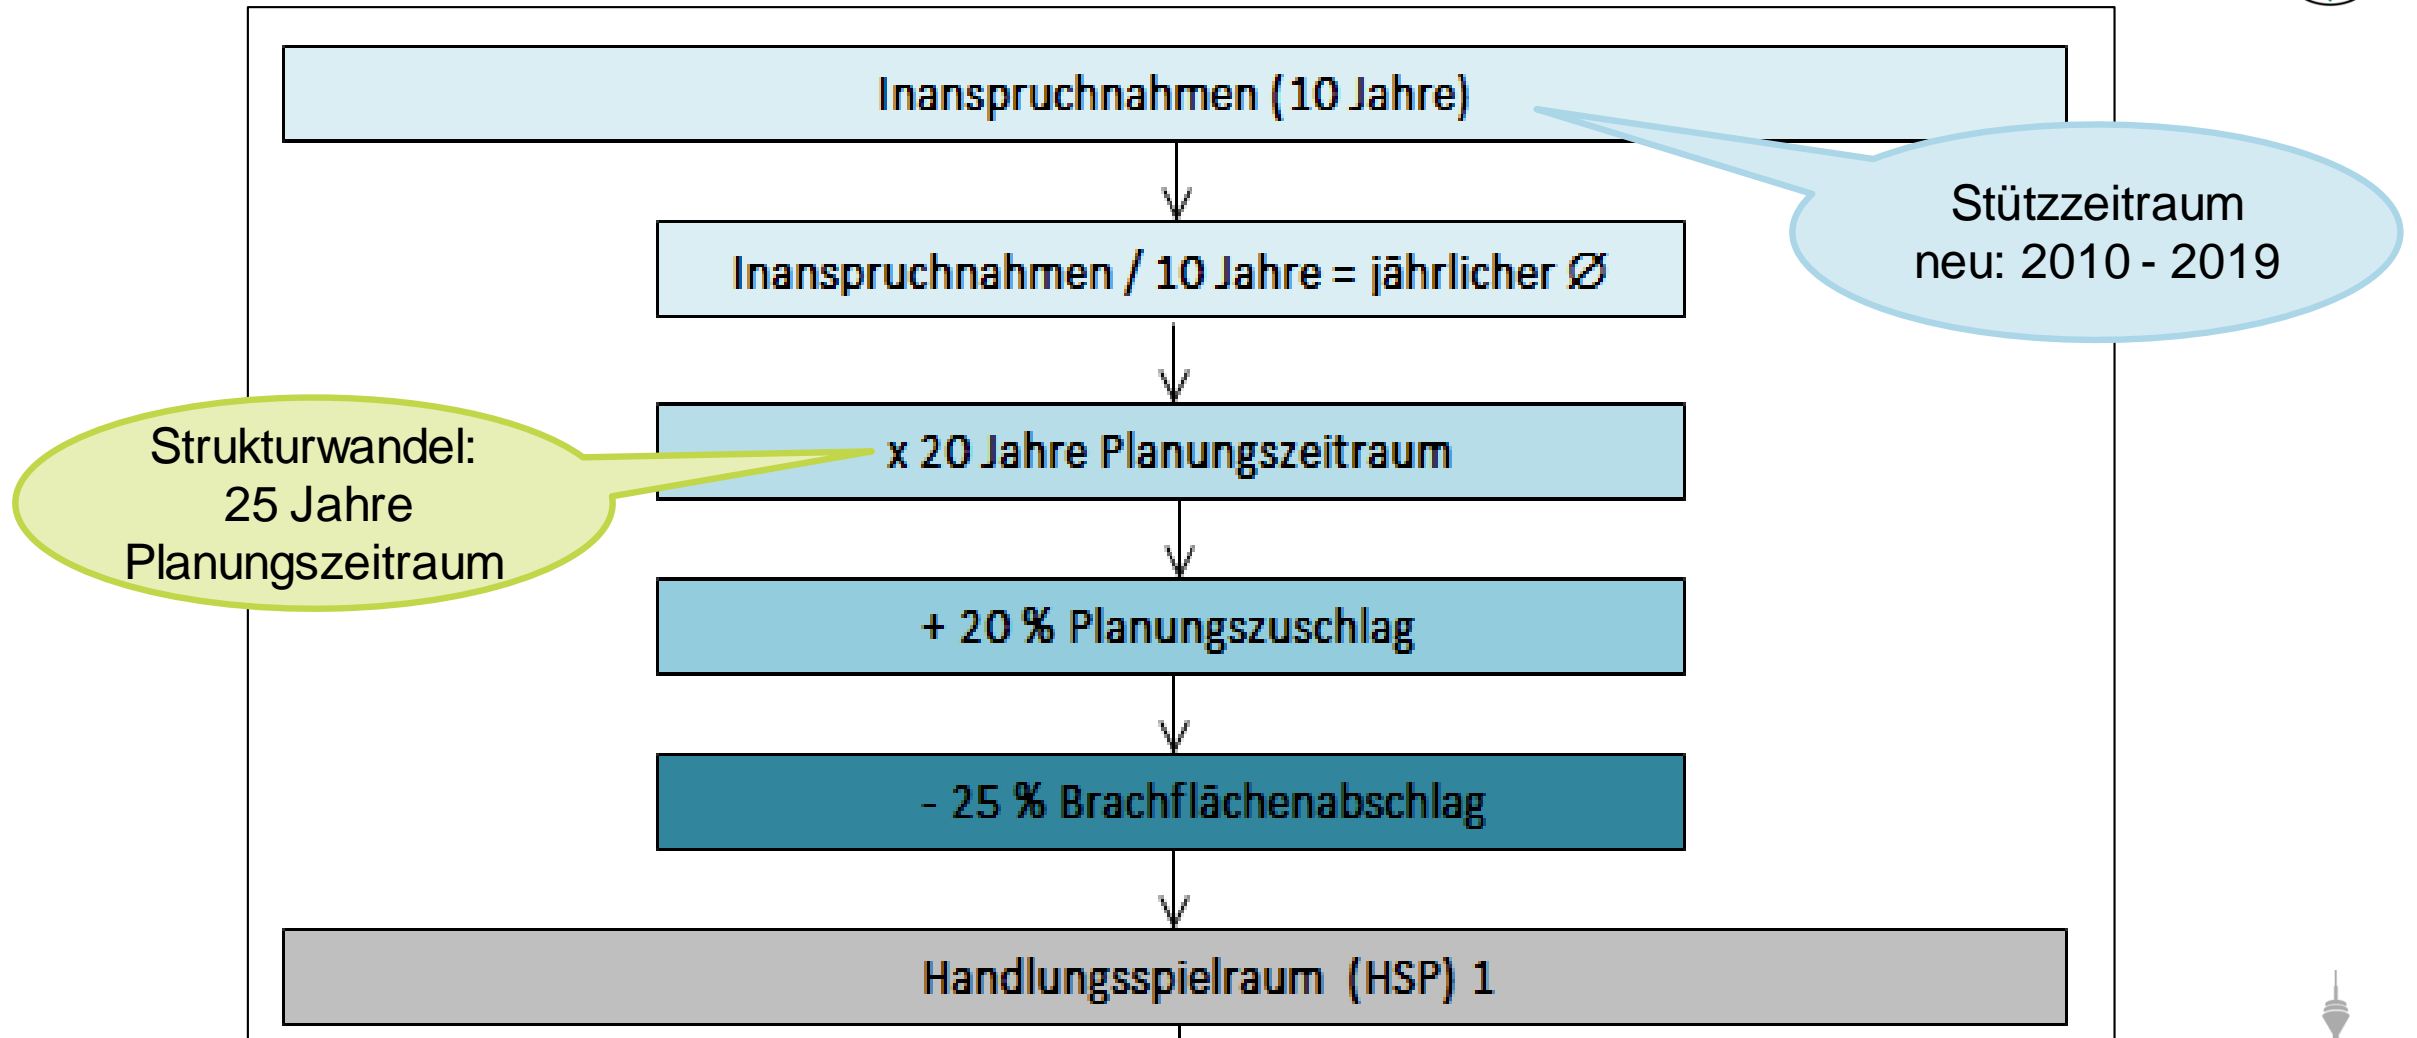 Inanspruchnahmen (10 Jahre)
Stützzeitraum
neu: 2010 - 2019
Inanspruchnahmen / 10 Jahre = jährlicher Ø
Strukturwandel:
25 Jahre
Planungszeitraum
x 20 Jahre Planungszeitraum
+ 20 % Planungszuschlag
- 25 % Brachflächenabschlag
Handlungsspielraum (HSP) 1